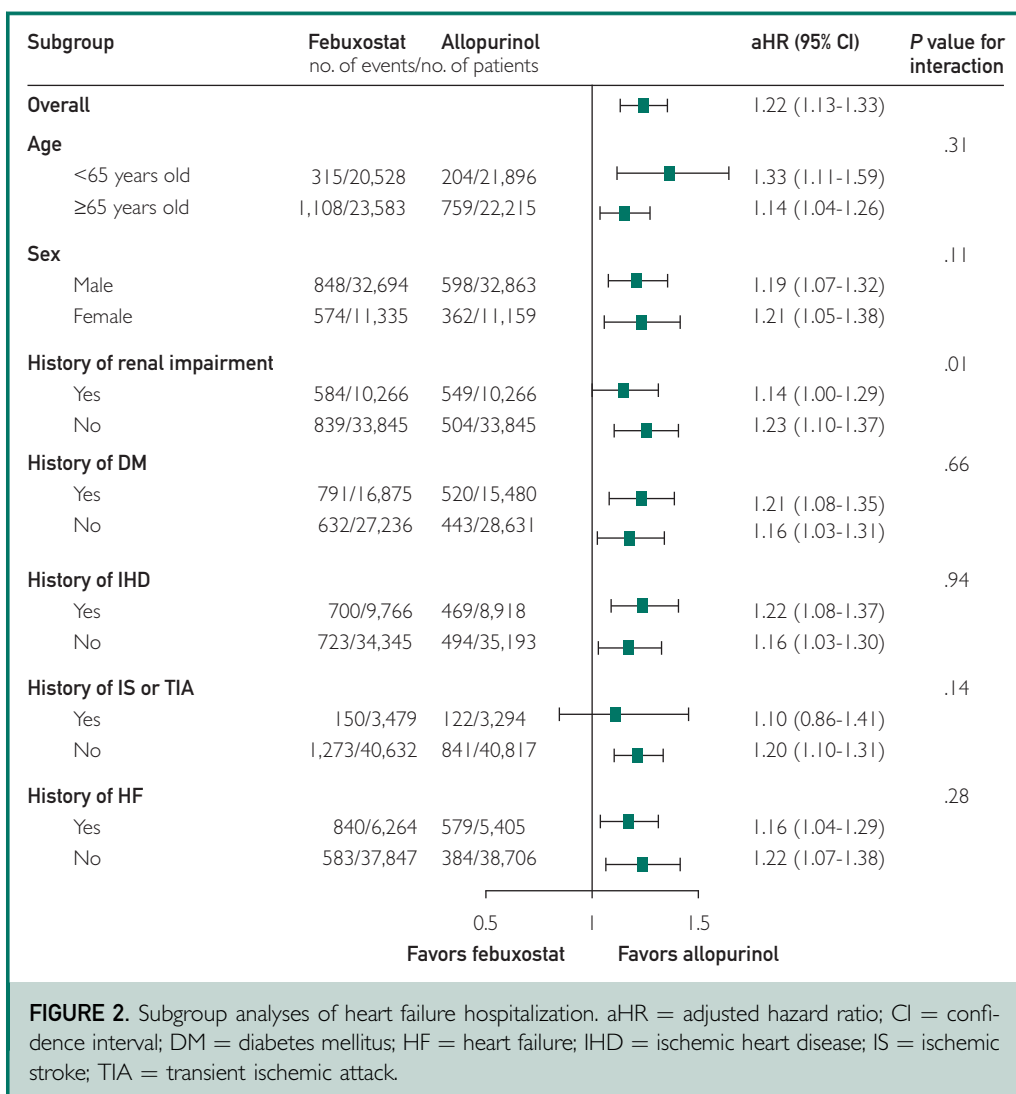 Subgroup Febuxostat Allopurinol aHR (95% CI) P value for
no. of events/no. of patients interaction
Overall 1.22 (1.13-1.33)
Age .31
<65 years old 315/20,528 204/21,896 1.33 (1.11-1.59)
≥65 years old 1,108/23,583 759/22,215 1.14 (1.04-1.26)
Sex .11
Male 848/32,694 598/32,863 1.19 (1.07-1.32)
Female 574/11,335 362/11,159 1.21 (1.05-1.38)
History of renal impairment .01
Yes 584/10,266 549/10,266 1.14 (1.00-1.29)
No 839/33,845 504/33,845 1.23 (1.10-1.37)
History of DM .66
Yes 791/16,875 520/15,480 1.21 (1.08-1.35)
No 632/27,236 443/28,631 1.16 (1.03-1.31)
History of IHD .94
Yes 700/9,766 469/8,918 1.22 (1.08-1.37)
No 723/34,345 494/35,193 1.16 (1.03-1.30)
History of IS or TIA .14
Yes 150/3,479 122/3,294 1.10 (0.86-1.41)
No 1,273/40,632 841/40,817 1.20 (1.10-1.31)
History of HF .28
Yes 840/6,264 579/5,405 1.16 (1.04-1.29)
No 583/37,847 384/38,706 1.22 (1.07-1.38)
0.5 1 1.5
Favors febuxostat Favors allopurinol
FIGURE 2. Subgroup analyses of heart failure hospitalization. aHR = adjusted hazard ratio; CI = confi-
dence interval; DM = diabetes mellitus; HF = heart failure; IHD = ischemic heart disease; IS = ischemic
stroke; TIA = transient ischemic attack.